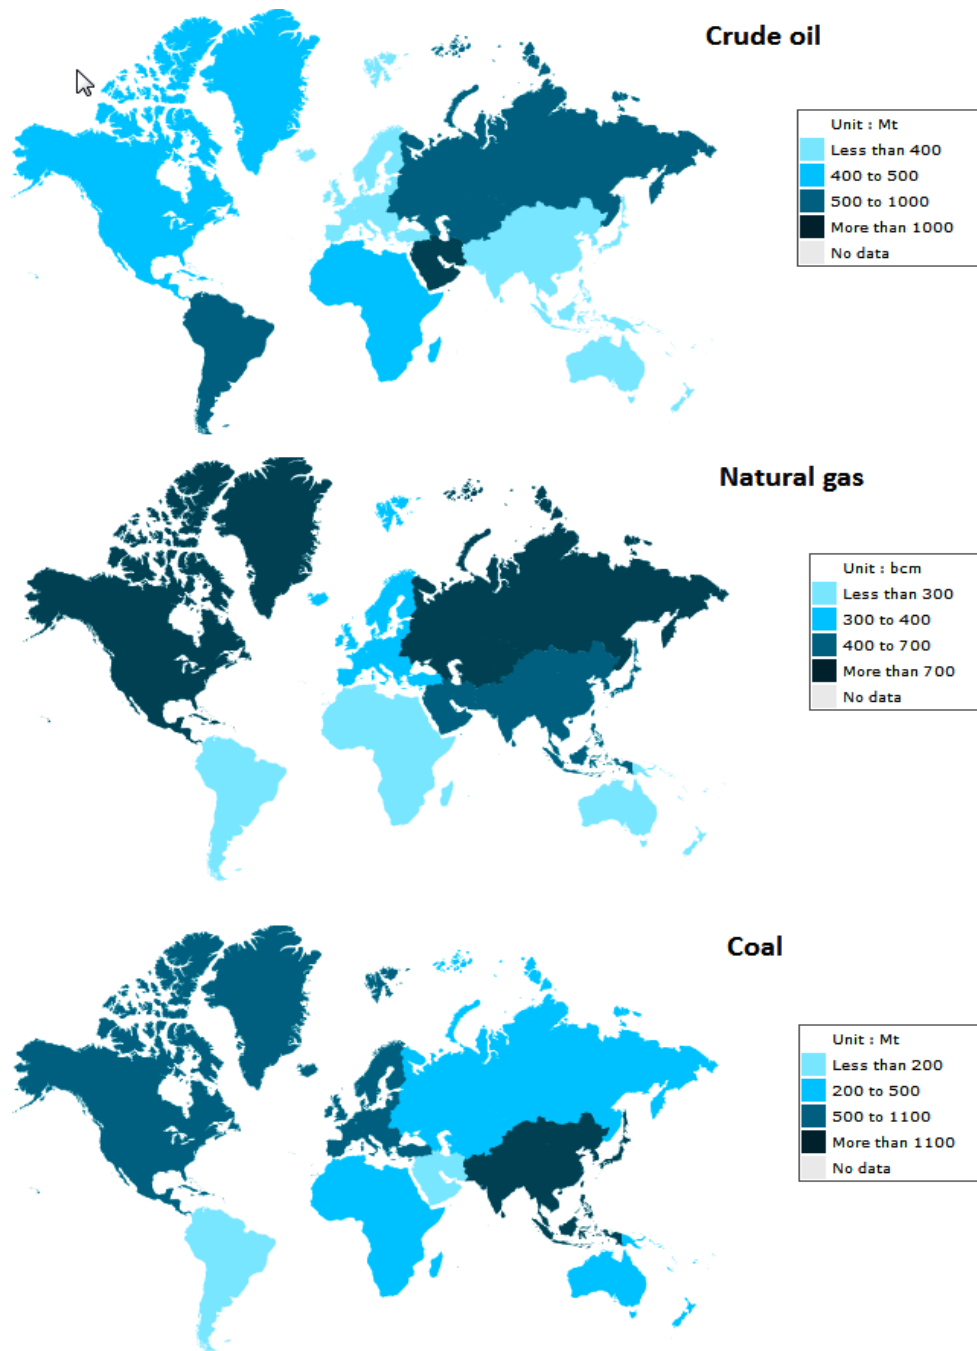 Crude oil
Unit : Mt
Less than 400
400 to 500
500 to 1000
More than 1000
No data
Natural gas
Unit : bcm
Less than 300
300 to 400
400 to 700
More than 700
No data
Coal
Unit : Mt
Less than 200
200 to 500
500 to 1100
More than 1100
No data